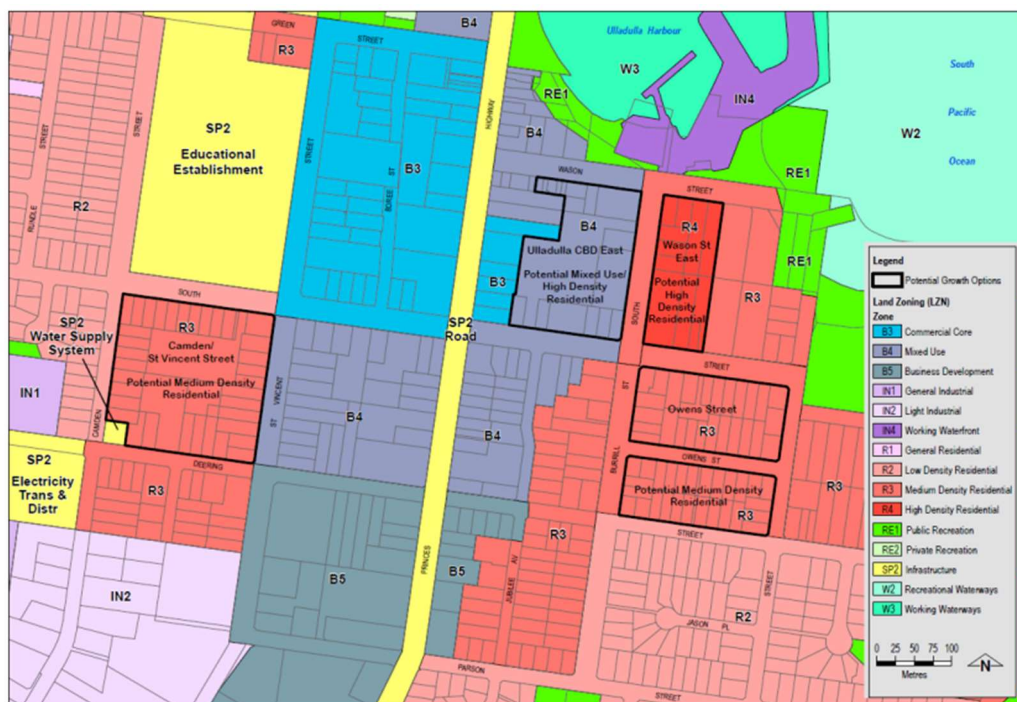 GREEN
R3
B4
STREET
Ulladulla Harbour
W3
RE1
IN4
South
Pacific
Ocean
W2
SP2
Educational
Establishment
STREET
STREET
STREET
HIGHWAY
B3
BOREE ST
B4
WASON
STREET
RE1
RE1
R2
RUNDLE
B4
Ulladulla CBD East
Potential Mixed Use/
High Density
Residential
R4
Wason St
East
Potential
High
Density
Residential
R3
B3
SOUTH
SOUTH
SP2
Road
SP2
Water Supply
System
R3
Camden/
St Vincent Street
Potential Medium Density
Residential
STREET
ST VINCENT
IN1
CAMDEN
B4
B4
BURRILL ST
Owens Street
R3
OWENS ST
Potential Medium Density
Residential
R3
R3
DEERING
STREET
SP2
Electricity
Trans &
Distr
R3
R3
JUBILEE AV
B5
B5
PRINCES
IN2
R2
STREET
JASON PL
PARSON
STREET
Legend
Potential Growth Options
Land Zoning (LZN)
Zone
B3 Commercial Core
B4 Mixed Use
B5 Business Development
IN1 General Industrial
IN2 Light Industrial
IN4 Working Waterfront
R1 General Residential
R2 Low Density Residential
R3 Medium Density Residential
R4 High Density Residential
RE1 Public Recreation
RE2 Private Recreation
SP2 Infrastructure
W2 Recreational Waterways
W3 Working Waterways
0 25 50 75 100
Metres
N